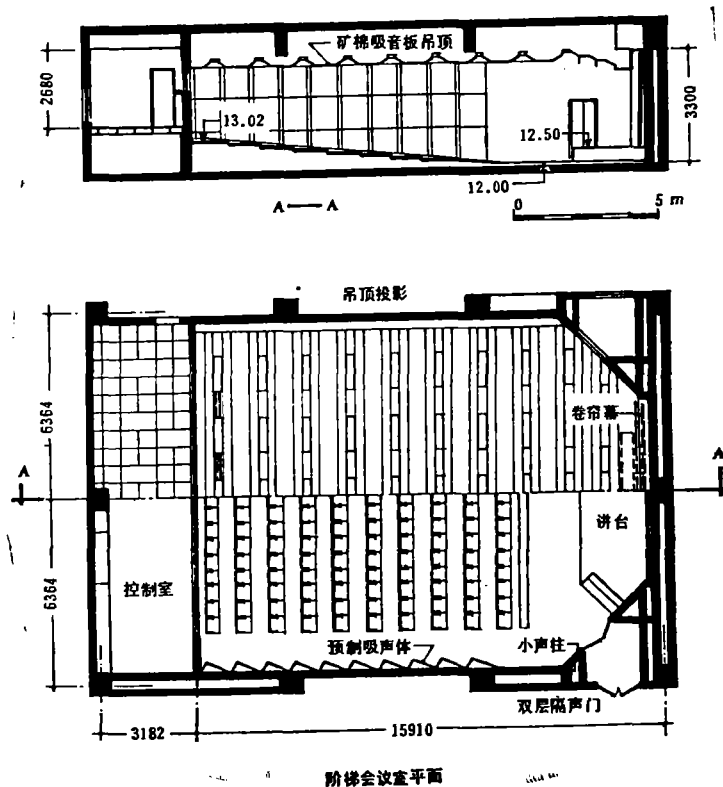 矿棉吸音板吊顶
2680
13.02
12.50
3300
12.00
A — A
0 5 m
吊顶投影
6364
卷帘幕
A
A
讲台
6364
控制室
预制吸声体
小声柱
双层隔声门
3182
15910
阶梯会议室平面